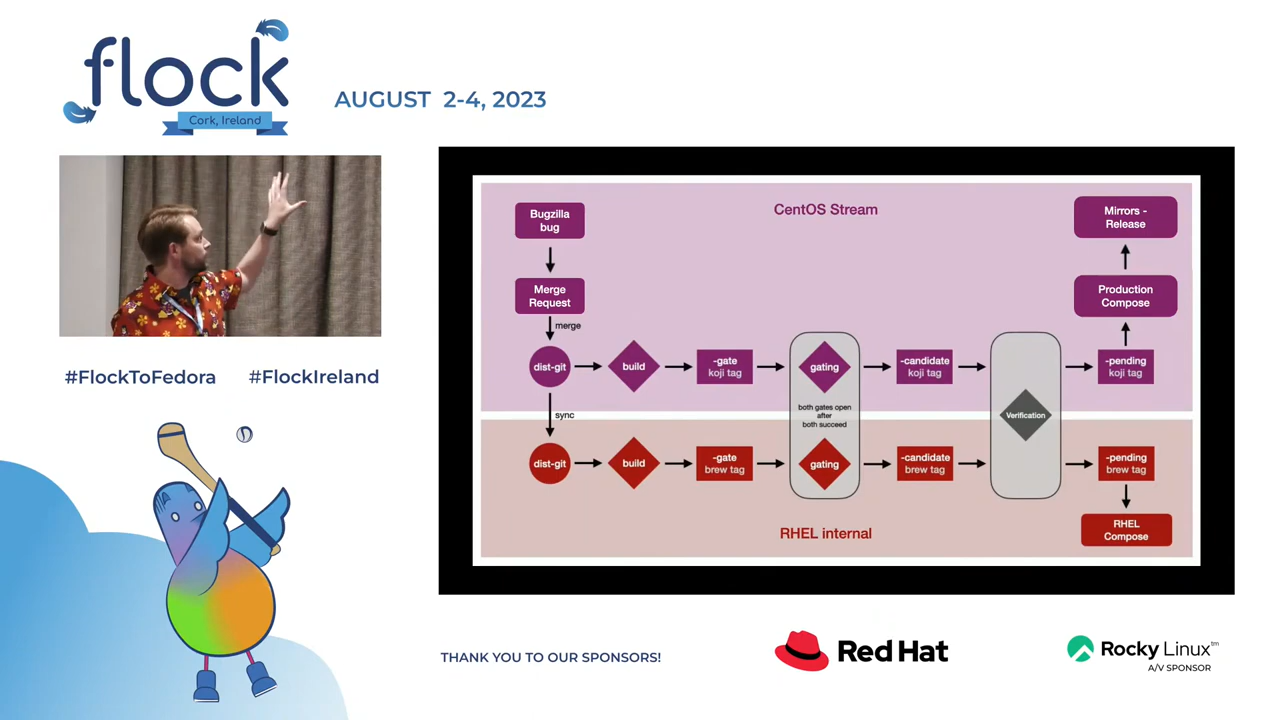 flock
Cork, Ireland
AUGUST 2-4, 2023
#FlockToFedora #FlockIreland
CentOS Stream
Bugzilla
bug
Merge
Request
merge
dist-git
build
-gate
koji tag
gating
-candidate
koji tag
-pending
koji tag
Production
Compose
Mirrors -
Release
both gates open
after
both succeed
Verification
sync
dist-git
build
-gate
brew tag
gating
-candidate
brew tag
-pending
brew tag
RHEL
Compose
RHEL internal
THANK YOU TO OUR SPONSORS!
Red Hat
Rocky Linux™
A/V SPONSOR